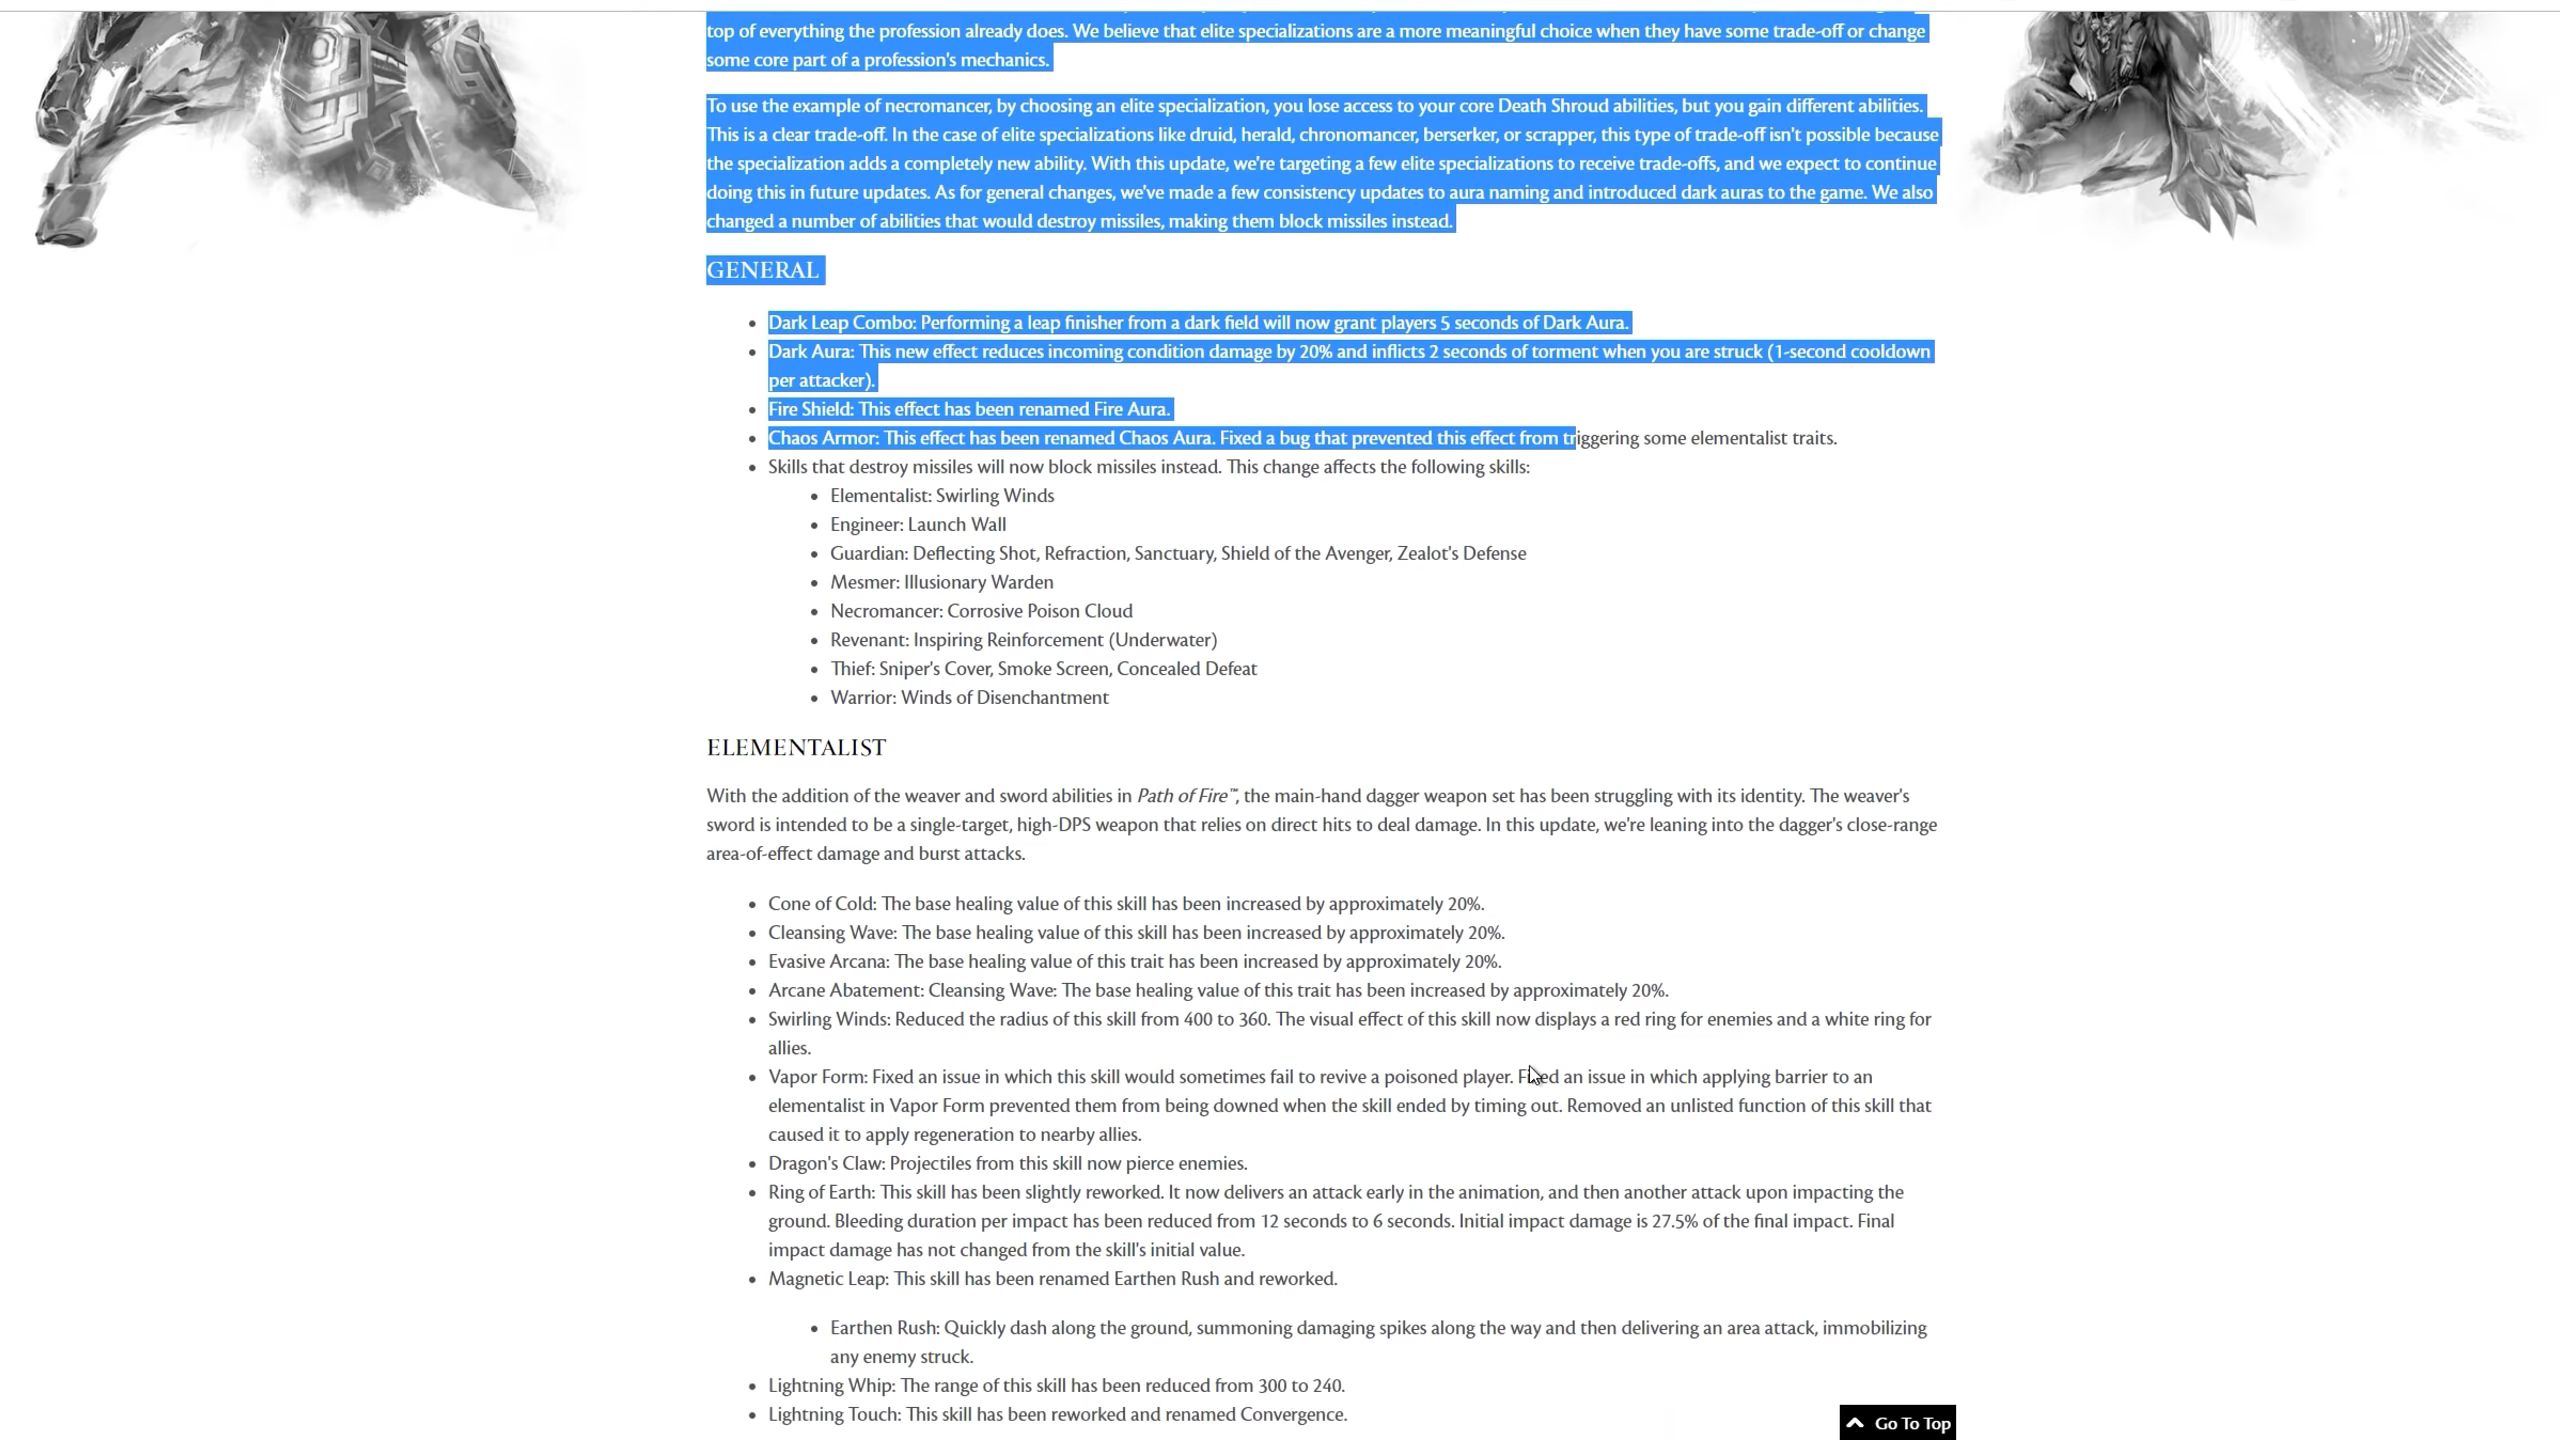 top of everything the profession already does. We believe that elite specializations are a more meaningful choice when they have some trade-off or change
some core part of a profession's mechanics.
To use the example of necromancer, by choosing an elite specialization, you lose access to your core Death Shroud abilities, but you gain different abilities.
This is a clear trade-off. In the case of elite specializations like druid, herald, chronomancer, berserker, or scrapper, this type of trade-off isn't possible because
the specialization adds a completely new ability. With this update, we're targeting a few elite specializations to receive trade-offs, and we expect to continue
doing this in future updates. As for general changes, we've made a few consistency updates to aura naming and introduced dark auras to the game. We also
changed a number of abilities that would destroy missiles, making them block missiles instead.
GENERAL
• Dark Leap Combo: Performing a leap finisher from a dark field will now grant players 5 seconds of Dark Aura.
• Dark Aura: This new effect reduces incoming condition damage by 20% and inflicts 2 seconds of torment when you are struck (1-second cooldown
per attacker).
• Fire Shield: This effect has been renamed Fire Aura.
• Chaos Armor: This effect has been renamed Chaos Aura. Fixed a bug that prevented this effect from triggering some elementalist traits.
• Skills that destroy missiles will now block missiles instead. This change affects the following skills:
• Elementalist: Swirling Winds
• Engineer: Launch Wall
• Guardian: Deflecting Shot, Refraction, Sanctuary, Shield of the Avenger, Zealot's Defense
• Mesmer: Illusionary Warden
• Necromancer: Corrosive Poison Cloud
• Revenant: Inspiring Reinforcement (Underwater)
• Thief: Sniper's Cover, Smoke Screen, Concealed Defeat
• Warrior: Winds of Disenchantment
ELEMENTALIST
With the addition of the weaver and sword abilities in Path of Fire™, the main-hand dagger weapon set has been struggling with its identity. The weaver's
sword is intended to be a single-target, high-DPS weapon that relies on direct hits to deal damage. In this update, we're leaning into the dagger's close-range
area-of-effect damage and burst attacks.
• Cone of Cold: The base healing value of this skill has been increased by approximately 20%.
• Cleansing Wave: The base healing value of this skill has been increased by approximately 20%.
• Evasive Arcana: The base healing value of this trait has been increased by approximately 20%.
• Arcane Abatement: Cleansing Wave: The base healing value of this trait has been increased by approximately 20%.
• Swirling Winds: Reduced the radius of this skill from 400 to 360. The visual effect of this skill now displays a red ring for enemies and a white ring for
allies.
• Vapor Form: Fixed an issue in which this skill would sometimes fail to revive a poisoned player. Fixed an issue in which applying barrier to an
elementalist in Vapor Form prevented them from being downed when the skill ended by timing out. Removed an unlisted function of this skill that
caused it to apply regeneration to nearby allies.
• Dragon's Claw: Projectiles from this skill now pierce enemies.
• Ring of Earth: This skill has been slightly reworked. It now delivers an attack early in the animation, and then another attack upon impacting the
ground. Bleeding duration per impact has been reduced from 12 seconds to 6 seconds. Initial impact damage is 27.5% of the final impact. Final
impact damage has not changed from the skill's initial value.
• Magnetic Leap: This skill has been renamed Earthen Rush and reworked.
• Earthen Rush: Quickly dash along the ground, summoning damaging spikes along the way and then delivering an area attack, immobilizing
any enemy struck.
• Lightning Whip: The range of this skill has been reduced from 300 to 240.
• Lightning Touch: This skill has been reworked and renamed Convergence.
Go To Top